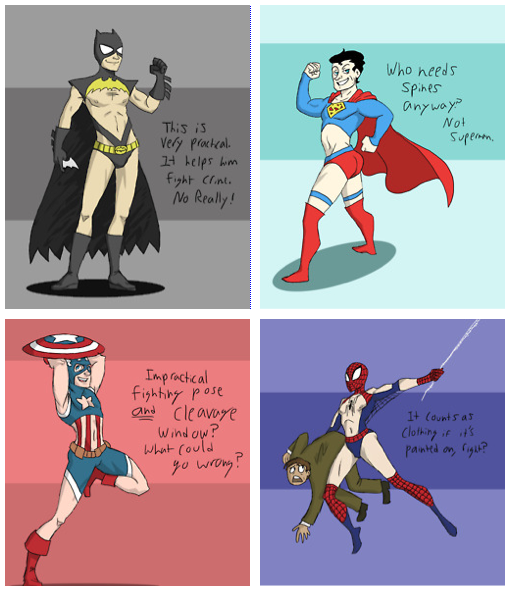 This is
very practical.
It helps him
fight crime.
No Really!
Who needs
spines
anyway?
Not
Superman.
S
Impractical
fighting pose
and cleavage
window?
What could
go wrong?
It counts as
clothing if it's
painted on, right?